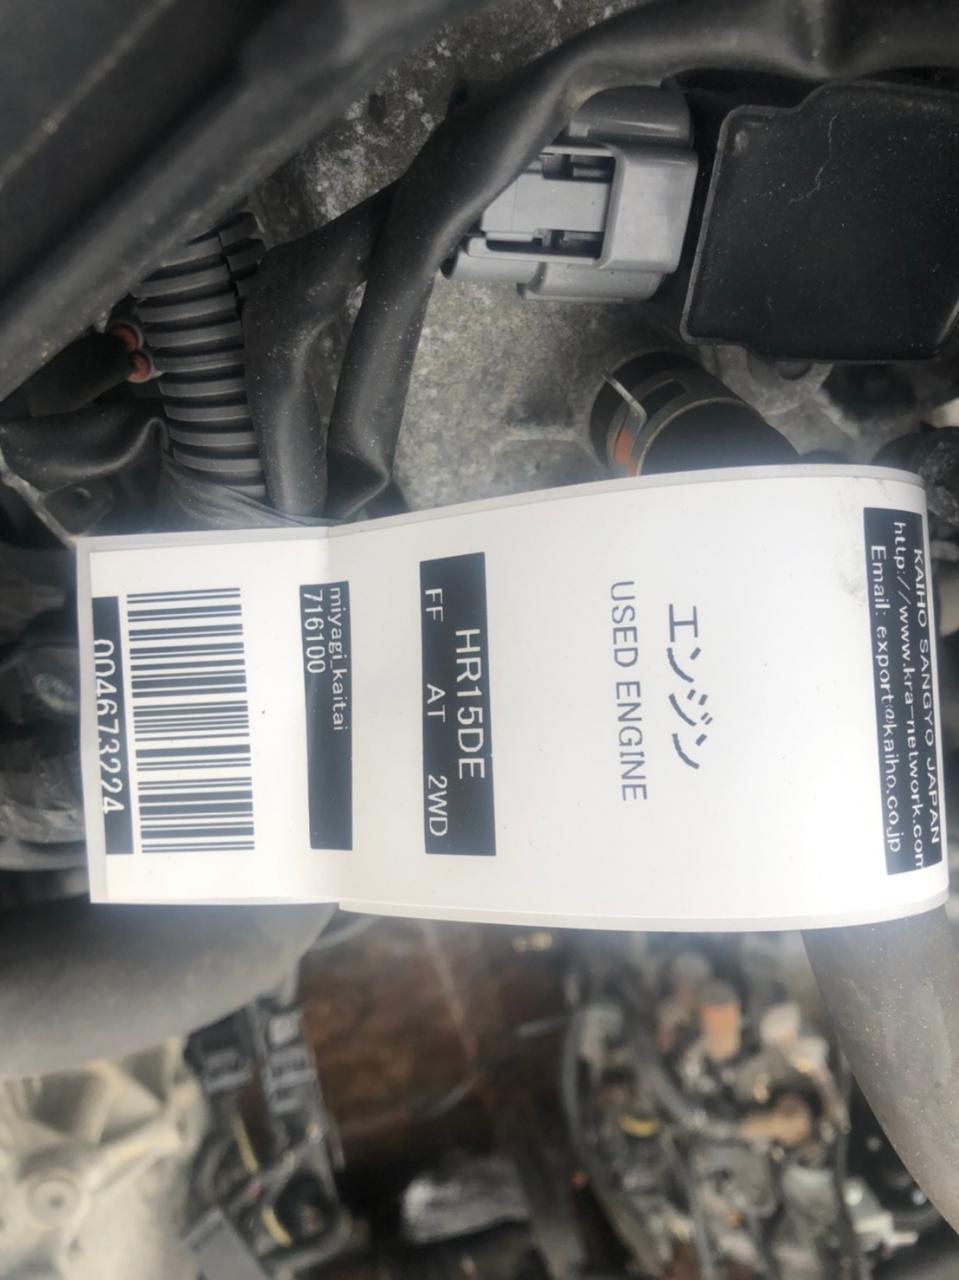 KAIHO SANGYO JAPAN
http://www.kra-network.com
Email: export@kaiho.co.jp
エンジン
USED ENGINE
HR15DE
FF AT 2WD
miyagi_kaitai
716100
004673224